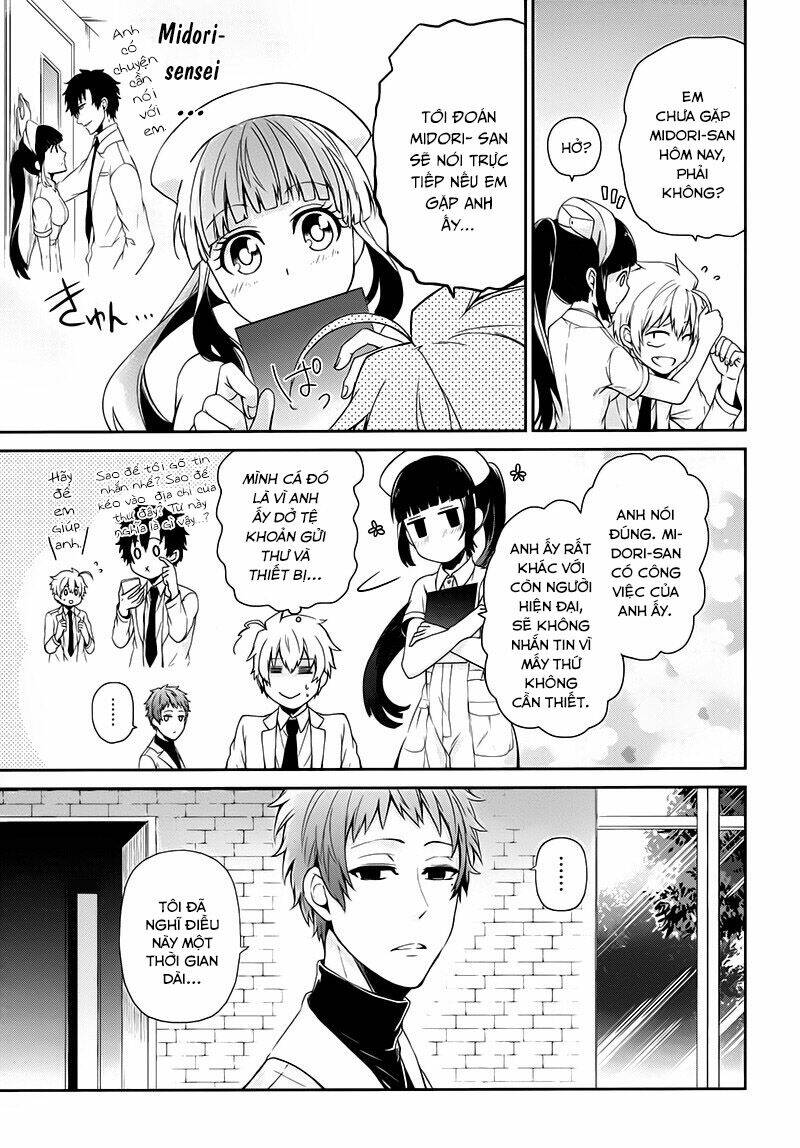 EM
CHƯA GẶP
MIDORI-SAN
HÔM NAY,
PHẢI
KHÔNG?
HỞ?
TÔI ĐOÁN
MIDORI- SAN
SẼ NÓI TRỰC
TIẾP NẾU EM
GẶP ANH
ẤY...
Midori-
sensei
...
Anh
có
chuyện
cần
nói
với
em.
きゅん...
ぱっ
ANH NÓI
ĐÚNG. MI-
DORI-SAN
CÓ CÔNG
VIỆC CỦA
ANH ẤY.
ANH ẤY RẤT
KHÁC VỚI
CON NGƯỜI
HIỆN ĐẠI,
SẼ KHÔNG
NHẮN TIN VÌ
MẤY THỨ
KHÔNG
CẦN THIẾT.
MÌNH CÁ ĐÓ
LÀ VÌ ANH
ẤY DỞ TỆ
KHOẢN GỬI
THƯ VÀ
THIẾT BỊ...
Sao để tôi gõ tin
nhắn nhể? Sao để
kéo vào địa chỉ của
thư đây? Từ này
nghĩa là gì vậy..?
Hãy
để
em
giúp
anh!
.....
.....
TÔI ĐÃ
NGHĨ ĐIỀU
NÀY MỘT
THỜI GIAN
DÀI...